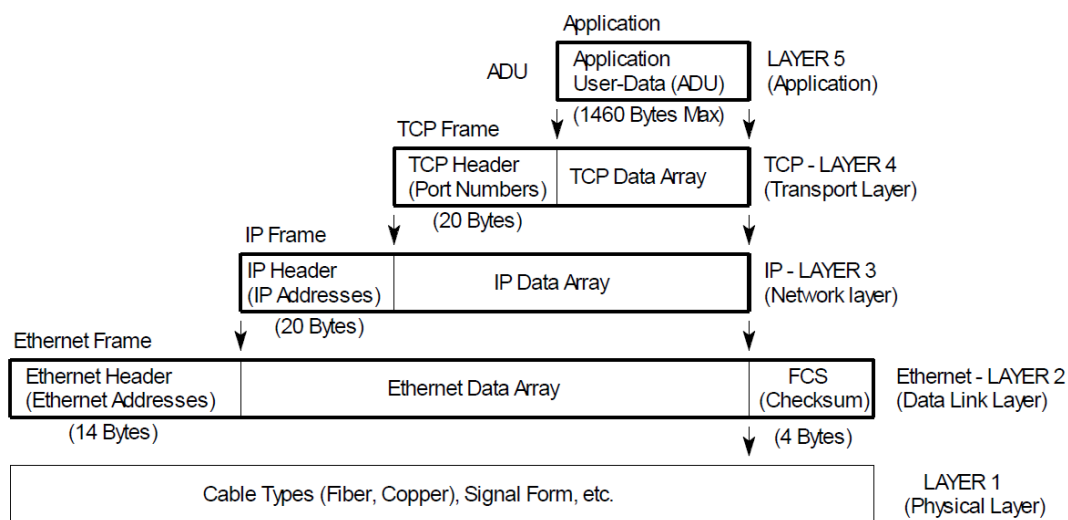 Application
ADU
Application
User-Data (ADU)
LAYER 5
(Application)
(1460 Bytes Max)
TCP Frame
TCP Header
(Port Numbers)
TCP Data Array
TCP - LAYER 4
(Transport Layer)
(20 Bytes)
IP Frame
IP Header
(IP Addresses)
IP Data Array
IP - LAYER 3
(Network layer)
(20 Bytes)
Ethernet Frame
Ethernet Header
(Ethernet Addresses)
Ethernet Data Array
FCS
(Checksum)
Ethernet - LAYER 2
(Data Link Layer)
(14 Bytes)
(4 Bytes)
Cable Types (Fiber, Copper), Signal Form, etc.
LAYER 1
(Physical Layer)